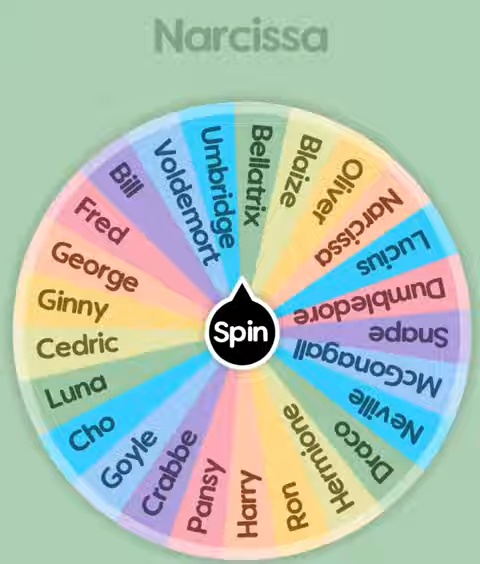 Narcissa
Bellatrix
Blaize
Oliver
Narcissa
Lucius
Dumbledore
Snape
McGonagall
Neville
Draco
Hermione
Ron
Harry
Pansy
Crabbe
Goyle
Cho
Luna
Cedric
Ginny
George
Fred
Bill
Voldemort
Umbridge
Spin